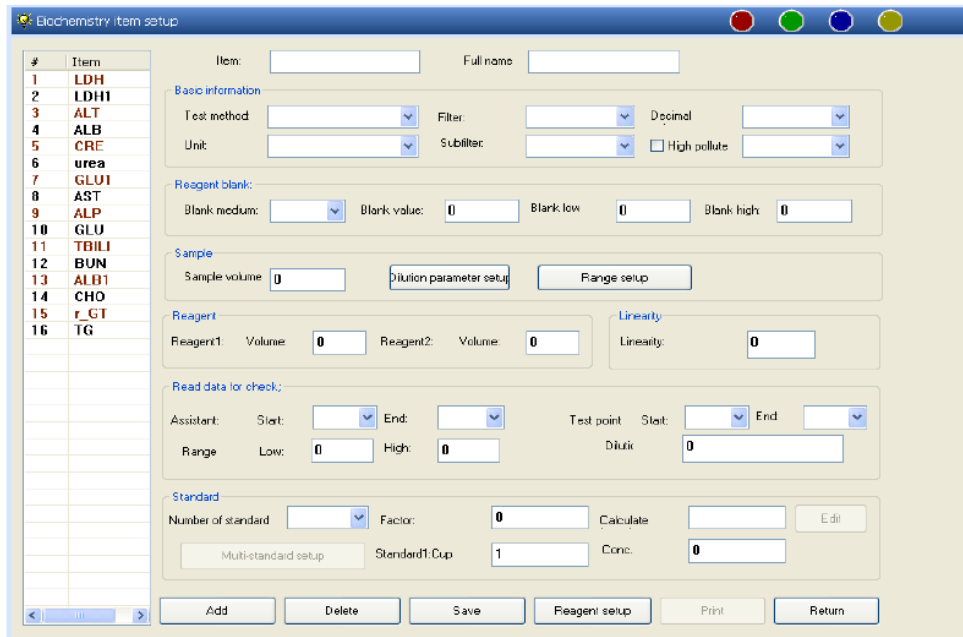 Biochemistry item setup
# Item
1 LDH
2 LDH1
3 ALT
4 ALB
5 CRE
6 urea
7 GLU1
8 AST
9 ALP
10 GLU
11 TBILI
12 BUN
13 ALB1
14 CHO
15 r_GT
16 TG
Item: Full name
Basic information
Test method: Filter: Decimal
Unit: Subfilter: High pollute
Reagent blank:
Blank medium: Blank value: 0 Blank low 0 Blank high: 0
Sample
Sample volume 0 Dilution parameter setup Range setup
Reagent Linearity
Reagent1: Volume: 0 Reagent2: Volume: 0 Linearity: 0
Read data for check;
Assistant: Start: End: Test point Start: End
Range Low: 0 High: 0 Dilutic 0
Standard
Number of standard Factor: 0 Calculate Edit
Multi-standard setup Standard1:Cup 1 Conc. 0
Add Delete Save Reagent setup Print Return